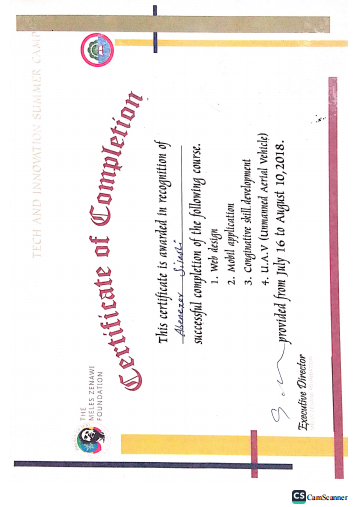 TECH AND INNOVATION SUMMER CAMP
THE
MELES ZENAWI
FOUNDATION
Certificate of Completion
This certificate is awarded in recognition of
Abenezer
successful completion of the following course.
1. Web design
2. Mobil application
3. Conginative skill development
4. U.A.V (Unmanned Aerial Vehicle)
provided from July 16 to August 10, 2018.
Executive Director
CS CamScanner